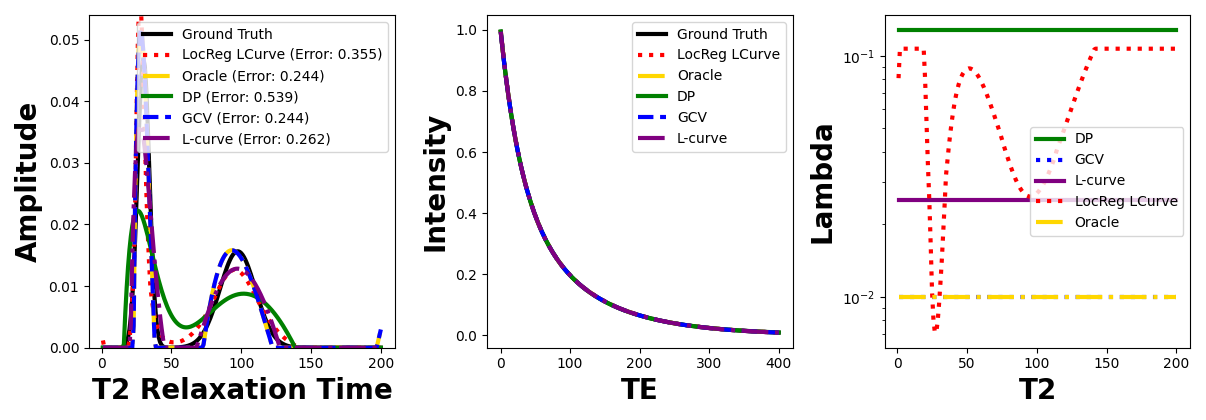 Amplitude
0.05
0.04
0.03
0.02
0.01
0.00
Ground Truth
LocReg LCurve (Error: 0.355)
Oracle (Error: 0.244)
DP (Error: 0.539)
GCV (Error: 0.244)
L-curve (Error: 0.262)
0 50 100 150 200
T2 Relaxation Time
Intensity
1.0
0.8
0.6
0.4
0.2
0.0
Ground Truth
LocReg LCurve
Oracle
DP
GCV
L-curve
0 100 200 300 400
TE
Lambda
10⁻¹
10⁻²
DP
GCV
L-curve
LocReg LCurve
Oracle
0 50 100 150 200
T2